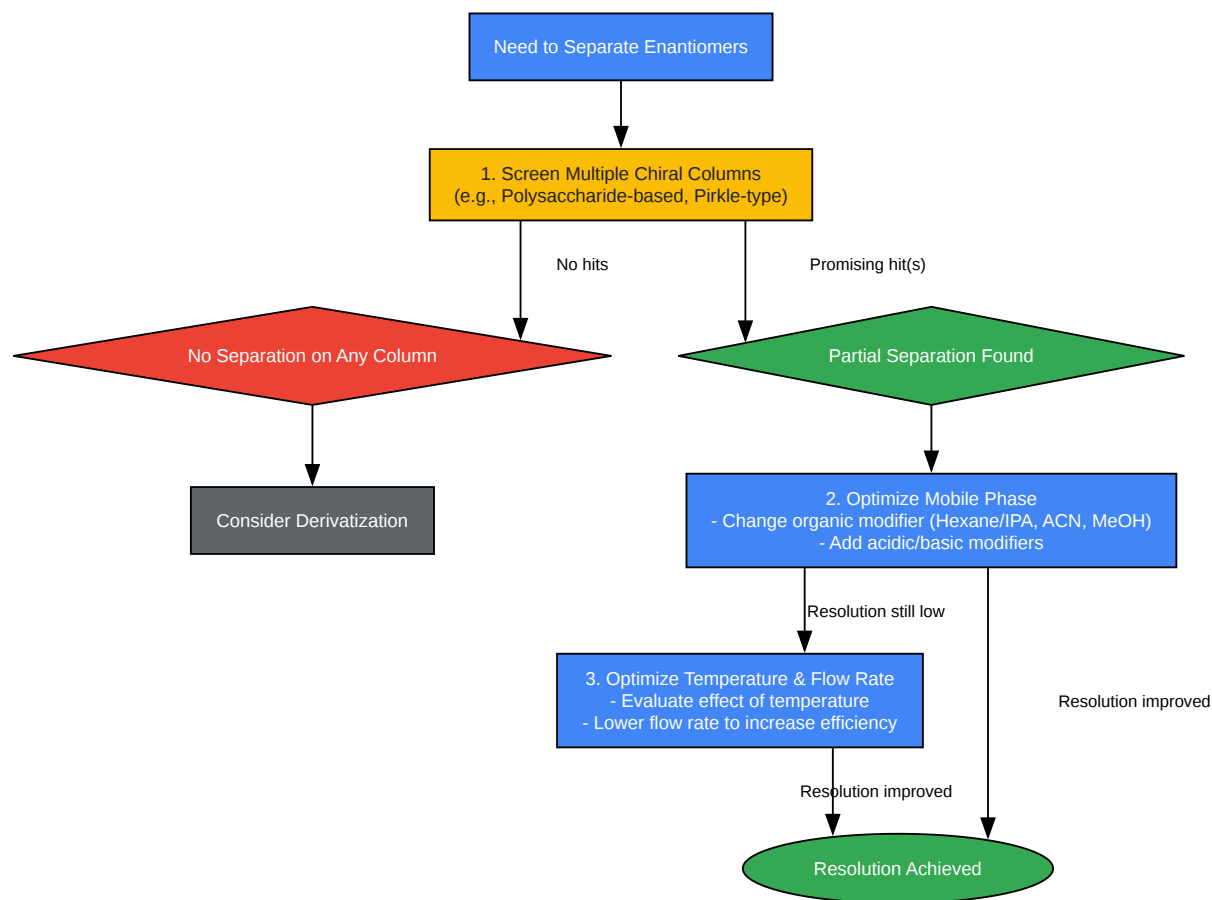 Need to Separate Enantiomers
1. Screen Multiple Chiral Columns
(e.g., Polysaccharide-based, Pirkle-type)
No hits
Promising hit(s)
No Separation on Any Column
Partial Separation Found
Consider Derivatization
2. Optimize Mobile Phase
- Change organic modifier (Hexane/IPA, ACN, MeOH)
- Add acidic/basic modifiers
Resolution still low
3. Optimize Temperature & Flow Rate
- Evaluate effect of temperature
- Lower flow rate to increase efficiency
Resolution improved
Resolution improved
Resolution Achieved